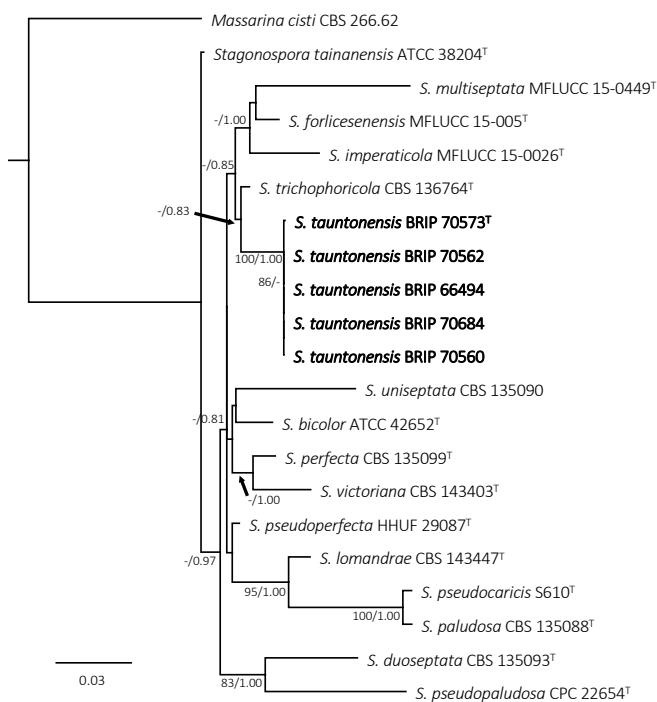 Massarina cisti CBS 266.62
Stagonospora tainanensis ATCC 38204ᵀ
S. multiseptata MFLUCC 15-0449ᵀ
-/1.00
S. forlicesenensis MFLUCC 15-005ᵀ
S. imperaticola MFLUCC 15-0026ᵀ
-/0.85
S. trichophoricola CBS 136764ᵀ
-/0.83
S. tauntonensis BRIP 70573ᵀ
S. tauntonensis BRIP 70562
100/1.00
86/-
S. tauntonensis BRIP 66494
S. tauntonensis BRIP 70684
S. tauntonensis BRIP 70560
S. uniseptata CBS 135090
-/0.81
S. bicolor ATCC 42652ᵀ
S. perfecta CBS 135099ᵀ
S. victoriana CBS 143403ᵀ
-/1.00
S. pseudoperfecta HHUF 29087ᵀ
-/0.97
S. lomandrae CBS 143447ᵀ
95/1.00
S. pseudocaricis S610ᵀ
100/1.00
S. paludosa CBS 135088ᵀ
S. duoseptata CBS 135093ᵀ
0.03
83/1.00
S. pseudopaludosa CPC 22654ᵀ